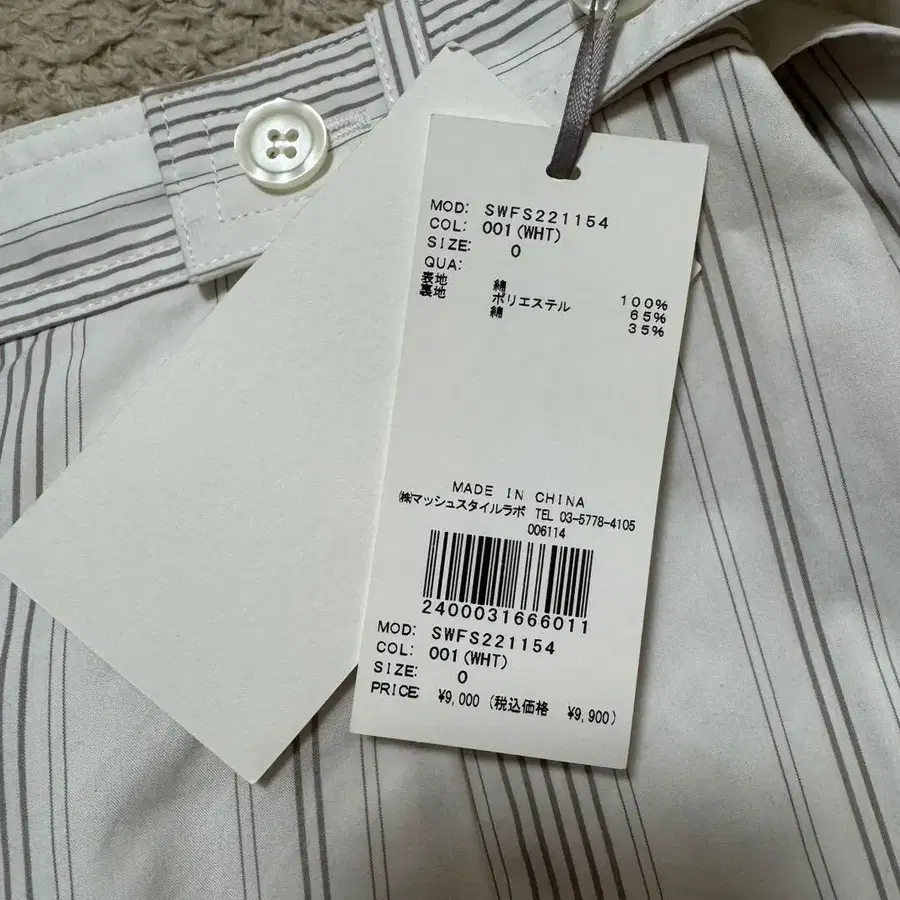 MOD: SWFS221154
COL: 001(WHT)
SIZE: 0
QUA:
表地 綿 100%
裏地 ポリエステル 65%
綿 35%
MADE IN CHINA
㈱マッシュスタイルラボ TEL 03-5778-4105
006114
2400031666011
MOD: SWFS221154
COL: 001(WHT)
SIZE: 0
PRICE ¥9,000 (税込価格 ¥9,900)